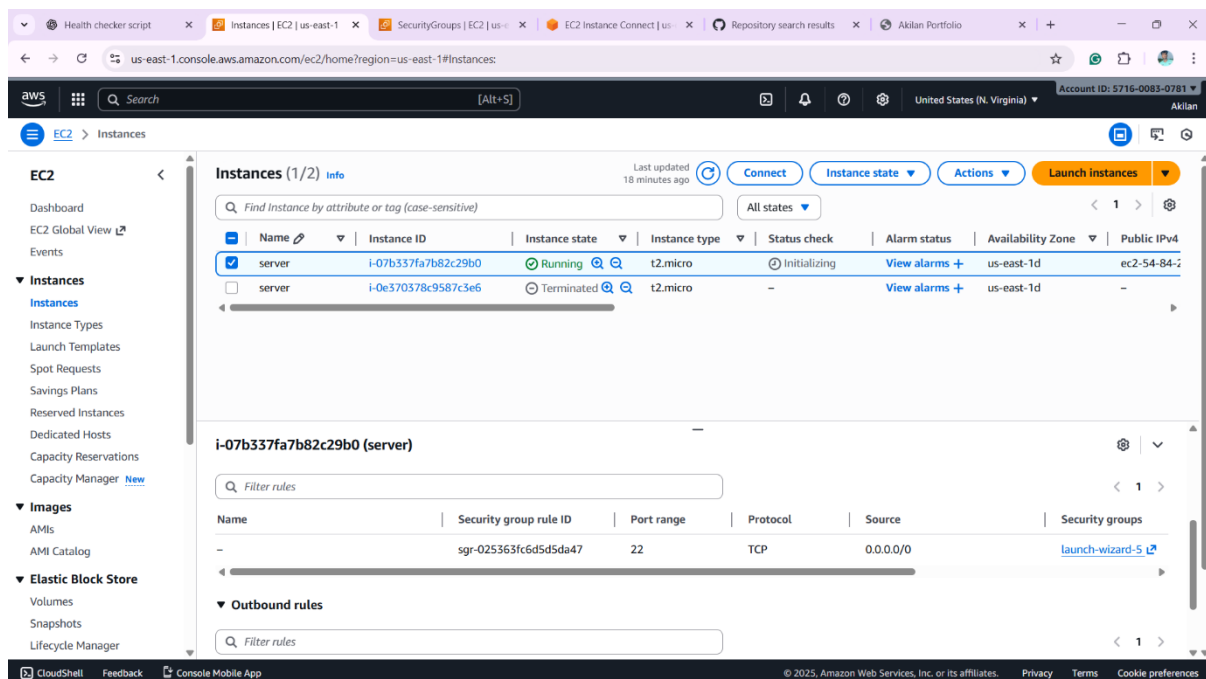 Health checker script
Instances | EC2 | us-east-1
SecurityGroups | EC2 | us-e
EC2 Instance Connect | us-
Repository search results
Akilan Portfolio
us-east-1.console.aws.amazon.com/ec2/home?region=us-east-1#Instances:
aws
Search [Alt+S]
United States (N. Virginia)
Account ID: 5716-0083-0781
Akilan
EC2 > Instances
EC2
Dashboard
EC2 Global View
Events
Instances
Instances
Instance Types
Launch Templates
Spot Requests
Savings Plans
Reserved Instances
Dedicated Hosts
Capacity Reservations
Capacity Manager New
Images
AMIs
AMI Catalog
Elastic Block Store
Volumes
Snapshots
Lifecycle Manager
Instances (1/2) Info
Last updated
18 minutes ago
Connect
Instance state
Actions
Launch instances
Find Instance by attribute or tag (case-sensitive)
All states
1
Name Instance ID Instance state Instance type Status check Alarm status Availability Zone Public IPv4
server i-07b337fa7b82c29b0 Running t2.micro Initializing View alarms + us-east-1d ec2-54-84-2
server i-0e370378c9587c3e6 Terminated t2.micro – View alarms + us-east-1d –
i-07b337fa7b82c29b0 (server)
Filter rules
1
Name Security group rule ID Port range Protocol Source Security groups
– sgr-025363fc6d5d5da47 22 TCP 0.0.0.0/0 launch-wizard-5
Outbound rules
Filter rules
1
CloudShell Feedback Console Mobile App © 2025, Amazon Web Services, Inc. or its affiliates. Privacy Terms Cookie preferences